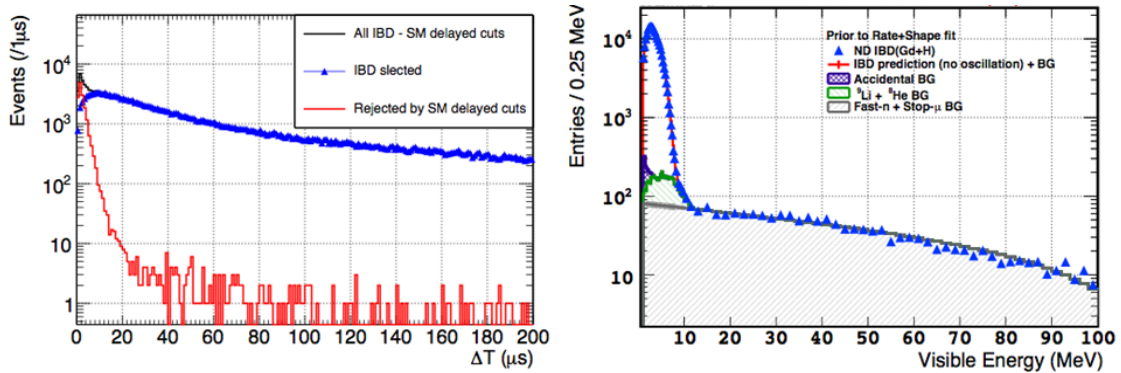 Events (/1μs)
10⁴
10³
10²
10
1
All IBD - SM delayed cuts
IBD slected
Rejected by SM delayed cuts
0 20 40 60 80 100 120 140 160 180 200
ΔT (μs)
Entries / 0.25 MeV
10⁴
10³
10²
10
Prior to Rate+Shape fit
ND IBD(Gd+H)
IBD prediction (no oscillation) + BG
Accidental BG
⁹Li + ⁸He BG
Fast-n + Stop-μ BG
10 20 30 40 50 60 70 80 90 100
Visible Energy (MeV)